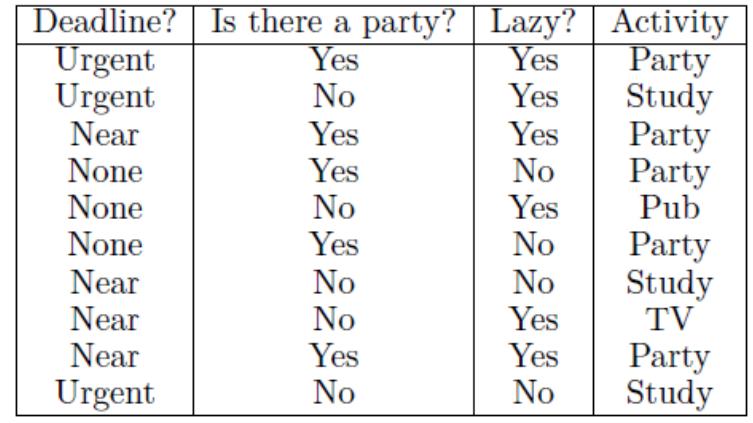 Deadline? Is there a party? Lazy? Activity
Urgent Yes Yes Party
Urgent No Yes Study
Near Yes Yes Party
None Yes No Party
None No Yes Pub
None Yes No Party
Near No No Study
Near No Yes TV
Near Yes Yes Party
Urgent No No Study